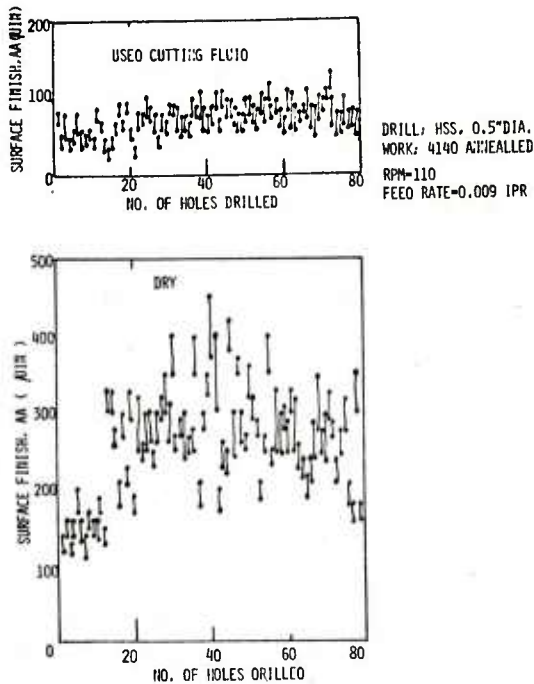 200
100
0
SURFACE FINISH, AA (µIN)
USEO CUTTING FLUIO
0 20 40 60 80
NO. OF HOLES DRILLED
DRILL; HSS, 0.5"DIA.
WORK; 4140 ANNEALLED
RPM=110
FEEO RATE=0.009 IPR
500
400
300
200
100
0
SURFACE FINISH. AA ( µIN )
DRY
20 40 60 80
NO. OF HOLES ORILLEO